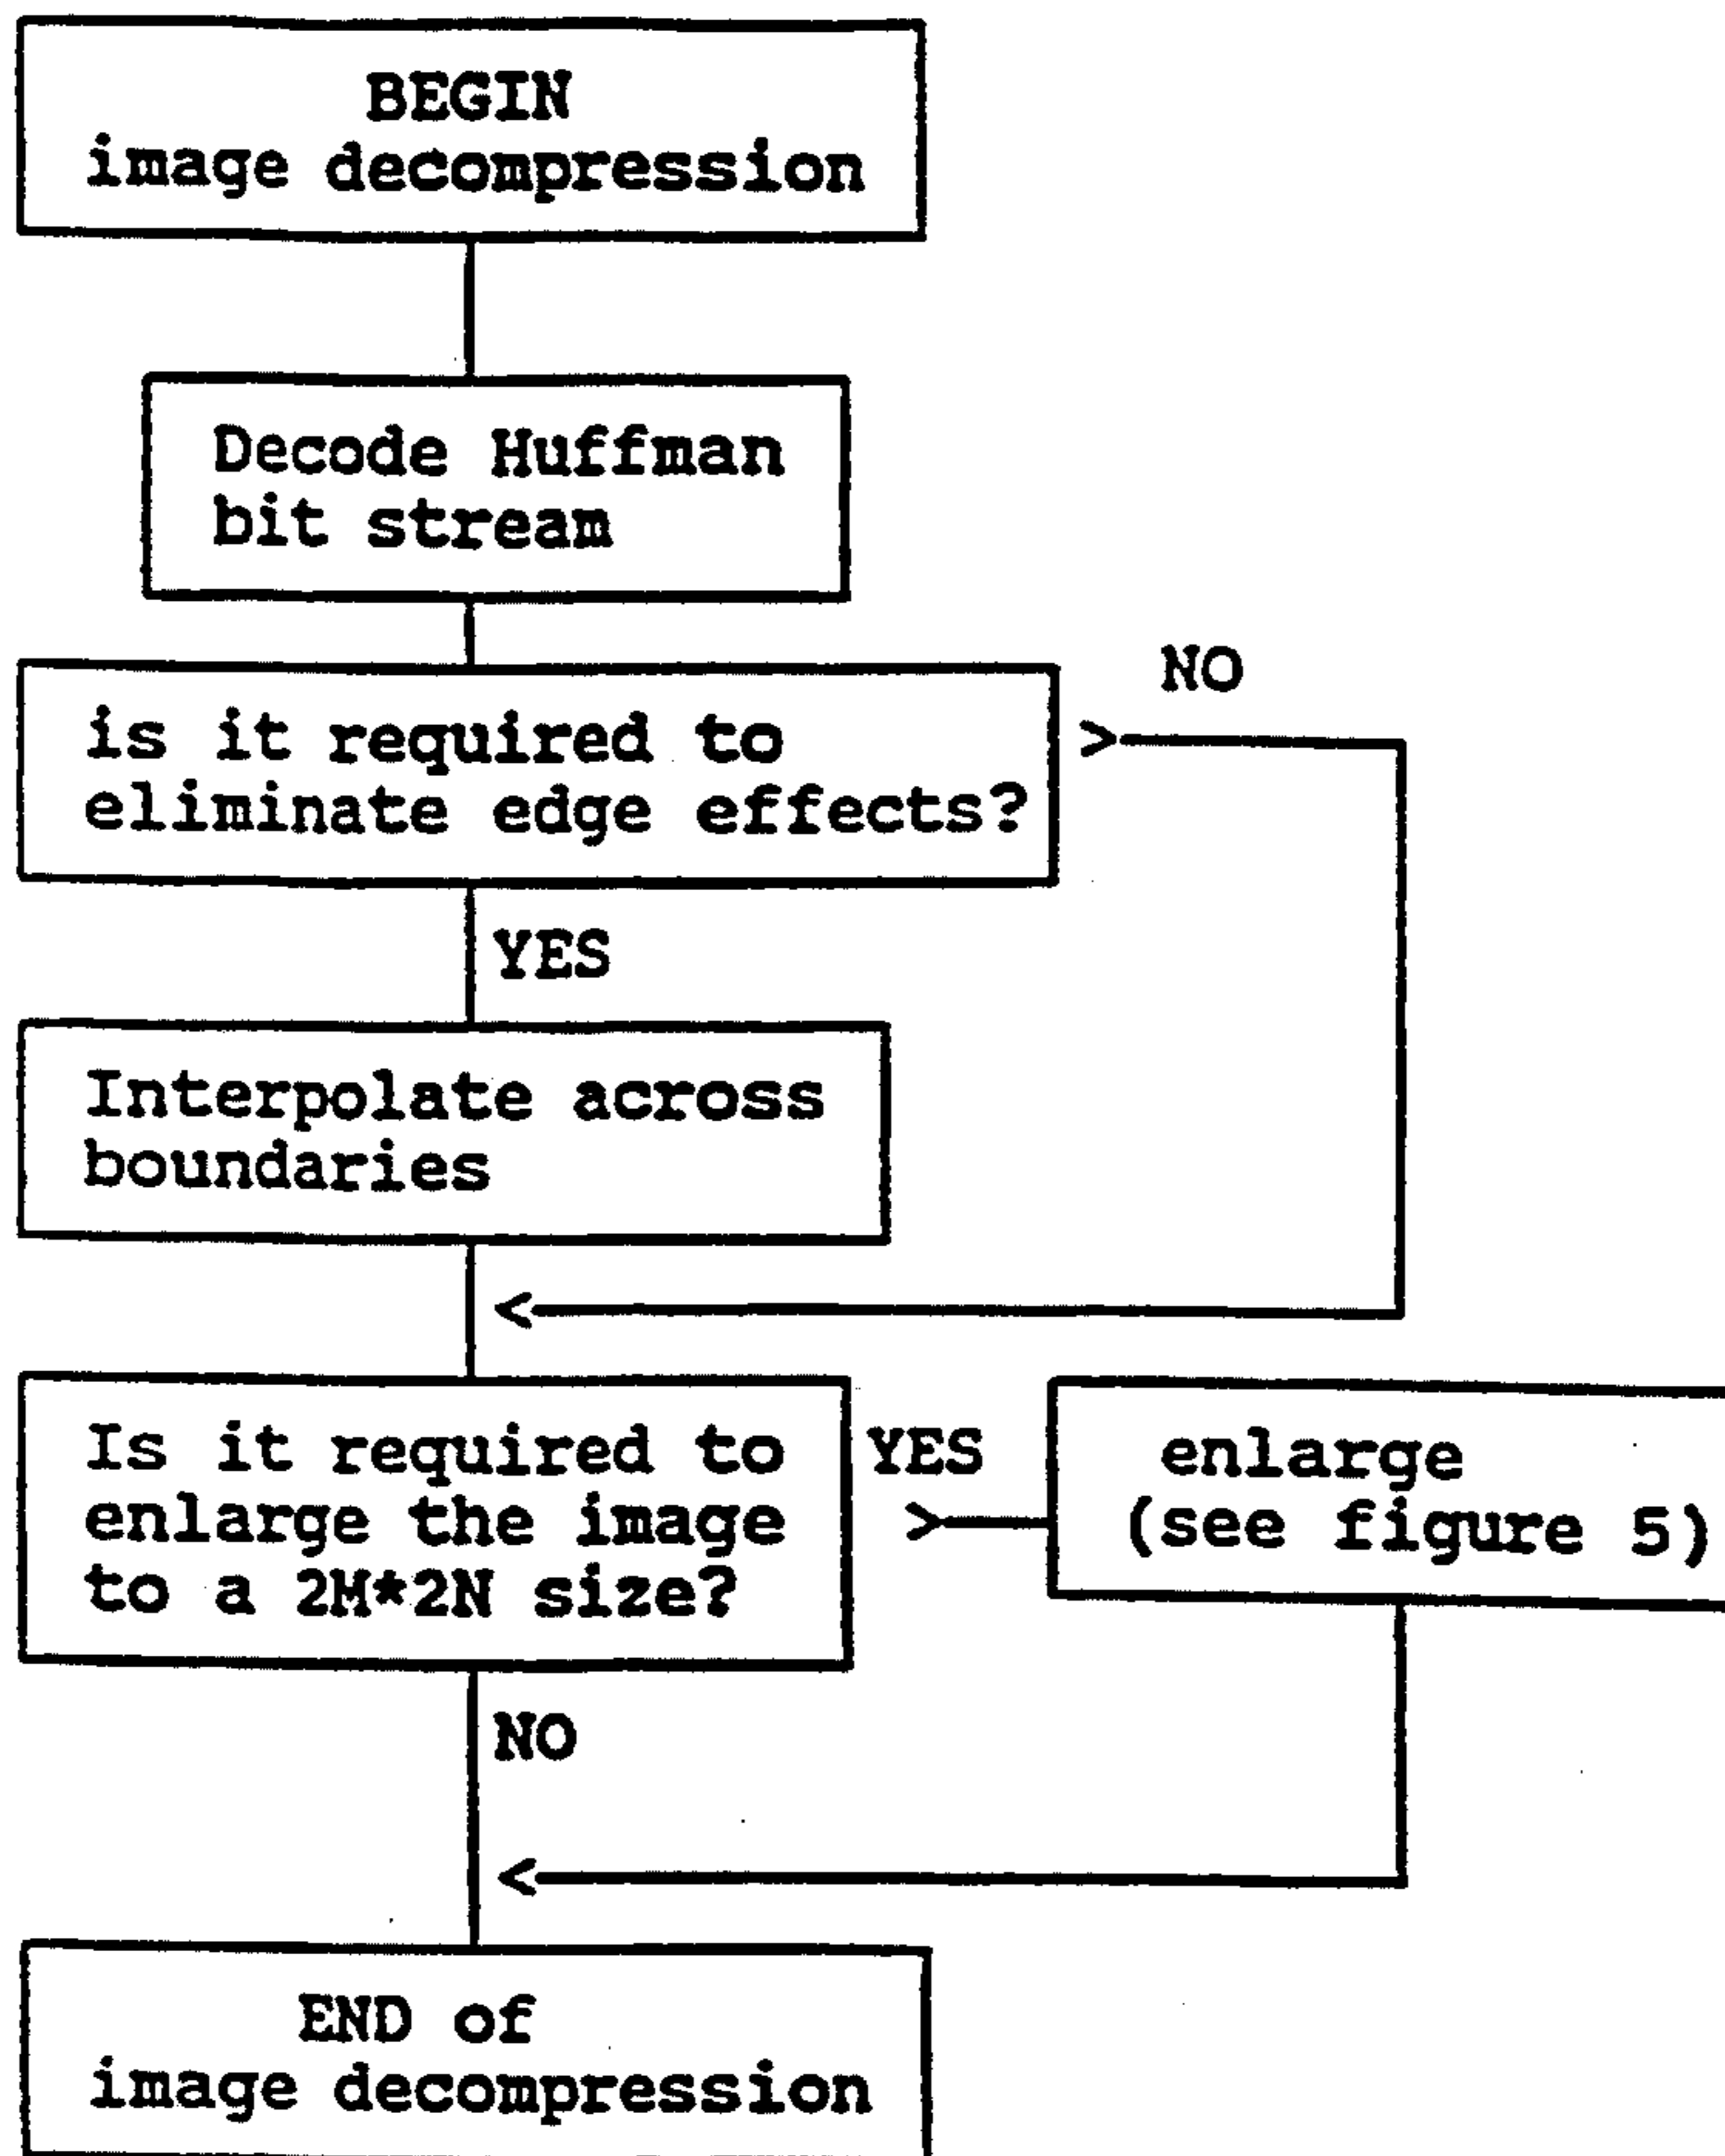 BEGIN
image decompression
Decode Huffman
bit stream
NO
is it required to
eliminate edge effects?
YES
Interpolate across
boundaries
Is it required to
enlarge the image
to a 2M*2N size?
YES
enlarge
(see figure 5)
NO
END of
image decompression